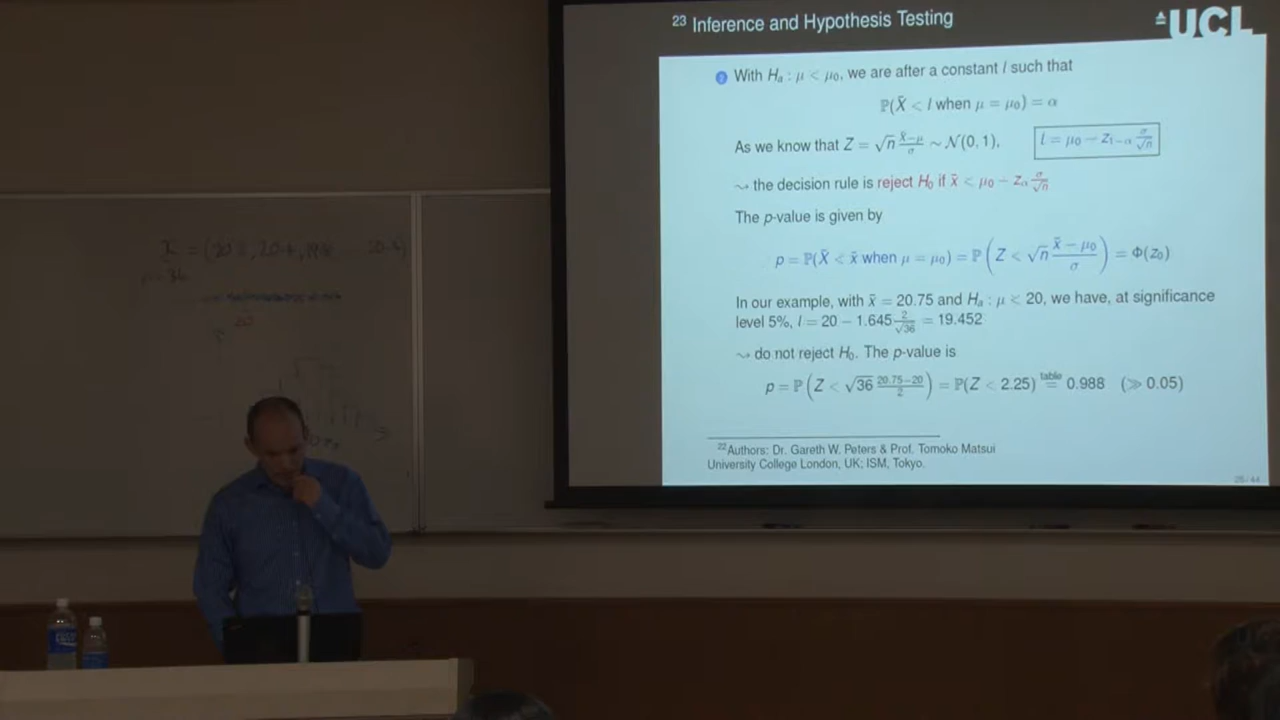 23 Inference and Hypothesis Testing
UCL
2 With Hₐ : μ < μ₀, we are after a constant l such that
ℙ(X̄ < l when μ = μ₀) = α
As we know that Z = √n (X̄−μ)/σ ∼ 𝒩(0, 1), l = μ₀ − z₁₋α σ/√n
⇝ the decision rule is reject H₀ if x̄ < μ₀ − zα σ/√n
The p-value is given by
p = ℙ(X̄ < x̄ when μ = μ₀) = ℙ(Z < √n (x̄ − μ₀)/σ) = Φ(z₀)
In our example, with x̄ = 20.75 and Hₐ : μ < 20, we have, at significance
level 5%, l = 20 − 1.645 2/√36 = 19.452
⇝ do not reject H₀. The p-value is
p = ℙ(Z < √36 (20.75−20)/2) = ℙ(Z < 2.25) table = 0.988 (≫ 0.05)
22 Authors: Dr. Gareth W. Peters & Prof. Tomoko Matsui
University College London, UK; ISM, Tokyo.